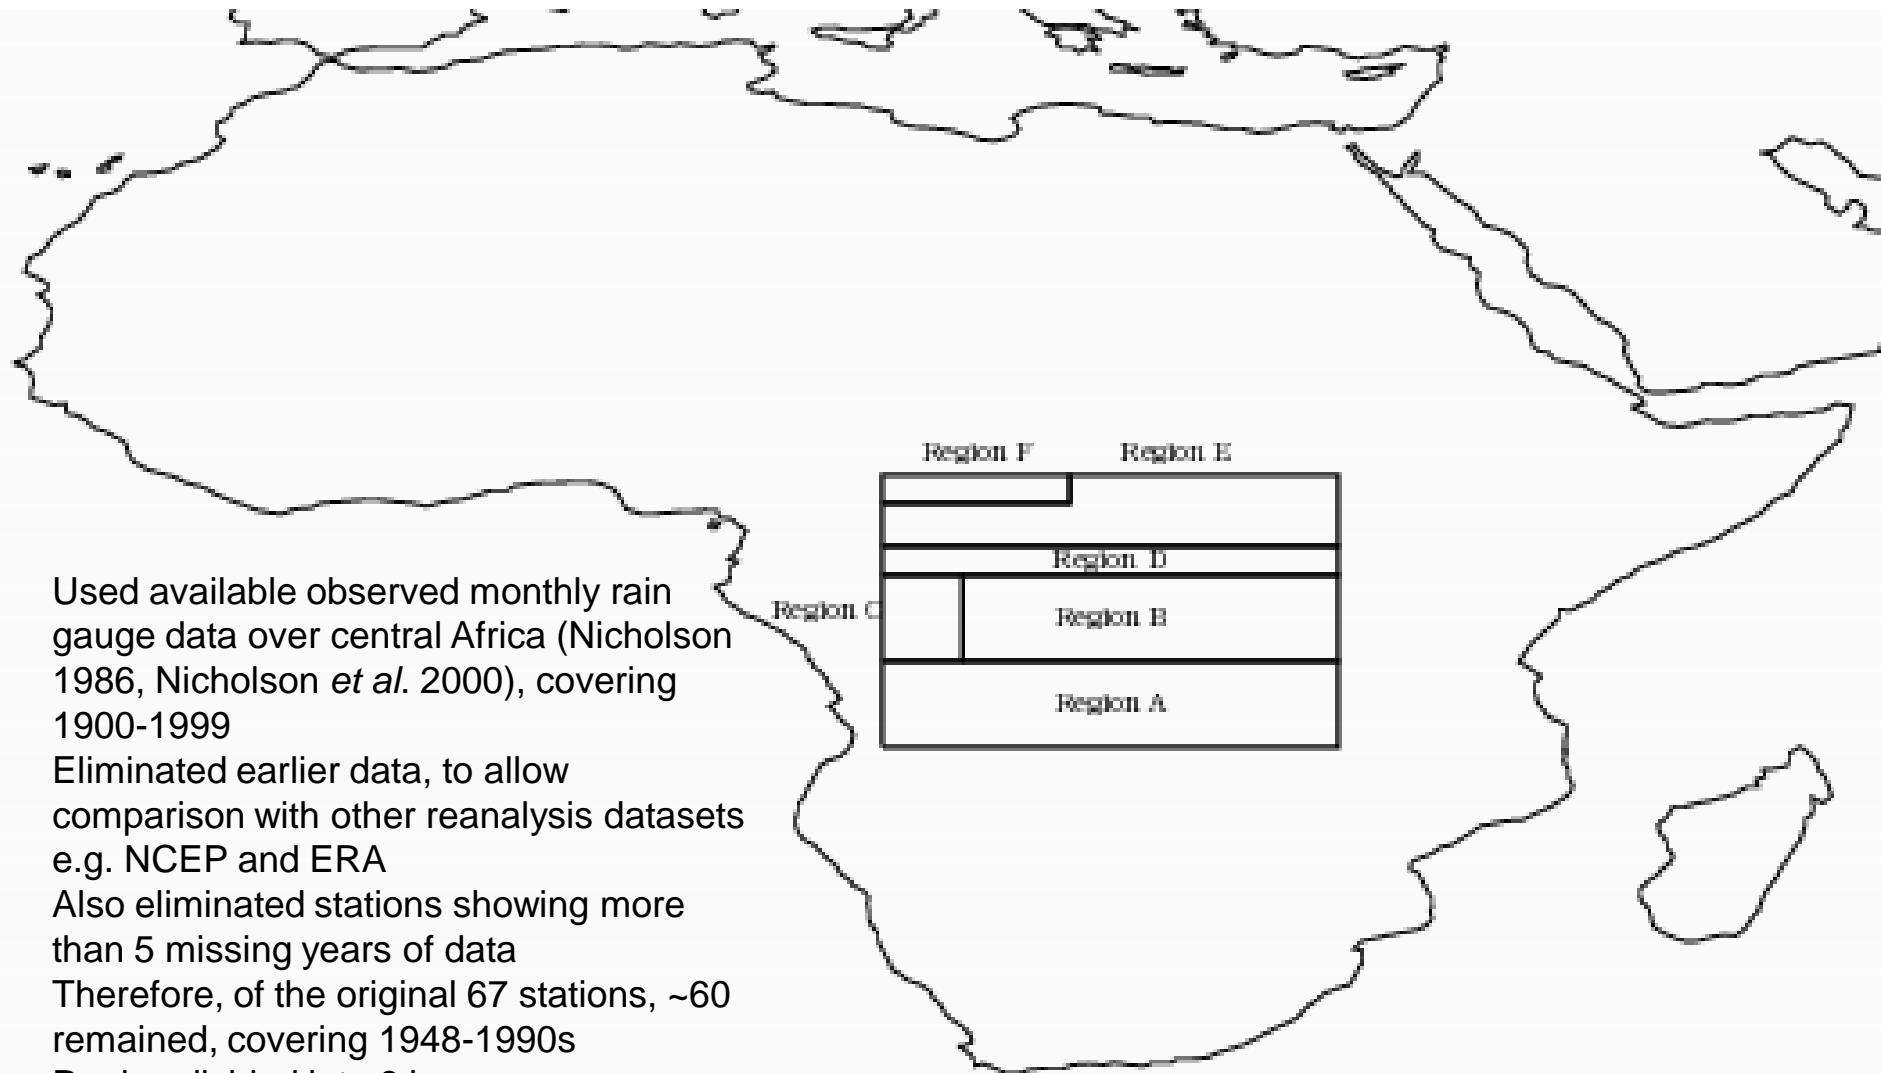 Region F Region E
Region D
Region C
Region B
Region A
Used available observed monthly rain
gauge data over central Africa (Nicholson
1986, Nicholson et al. 2000), covering
1900-1999
Eliminated earlier data, to allow
comparison with other reanalysis datasets
e.g. NCEP and ERA
Also eliminated stations showing more
than 5 missing years of data
Therefore, of the original 67 stations, ~60
remained, covering 1948-1990s